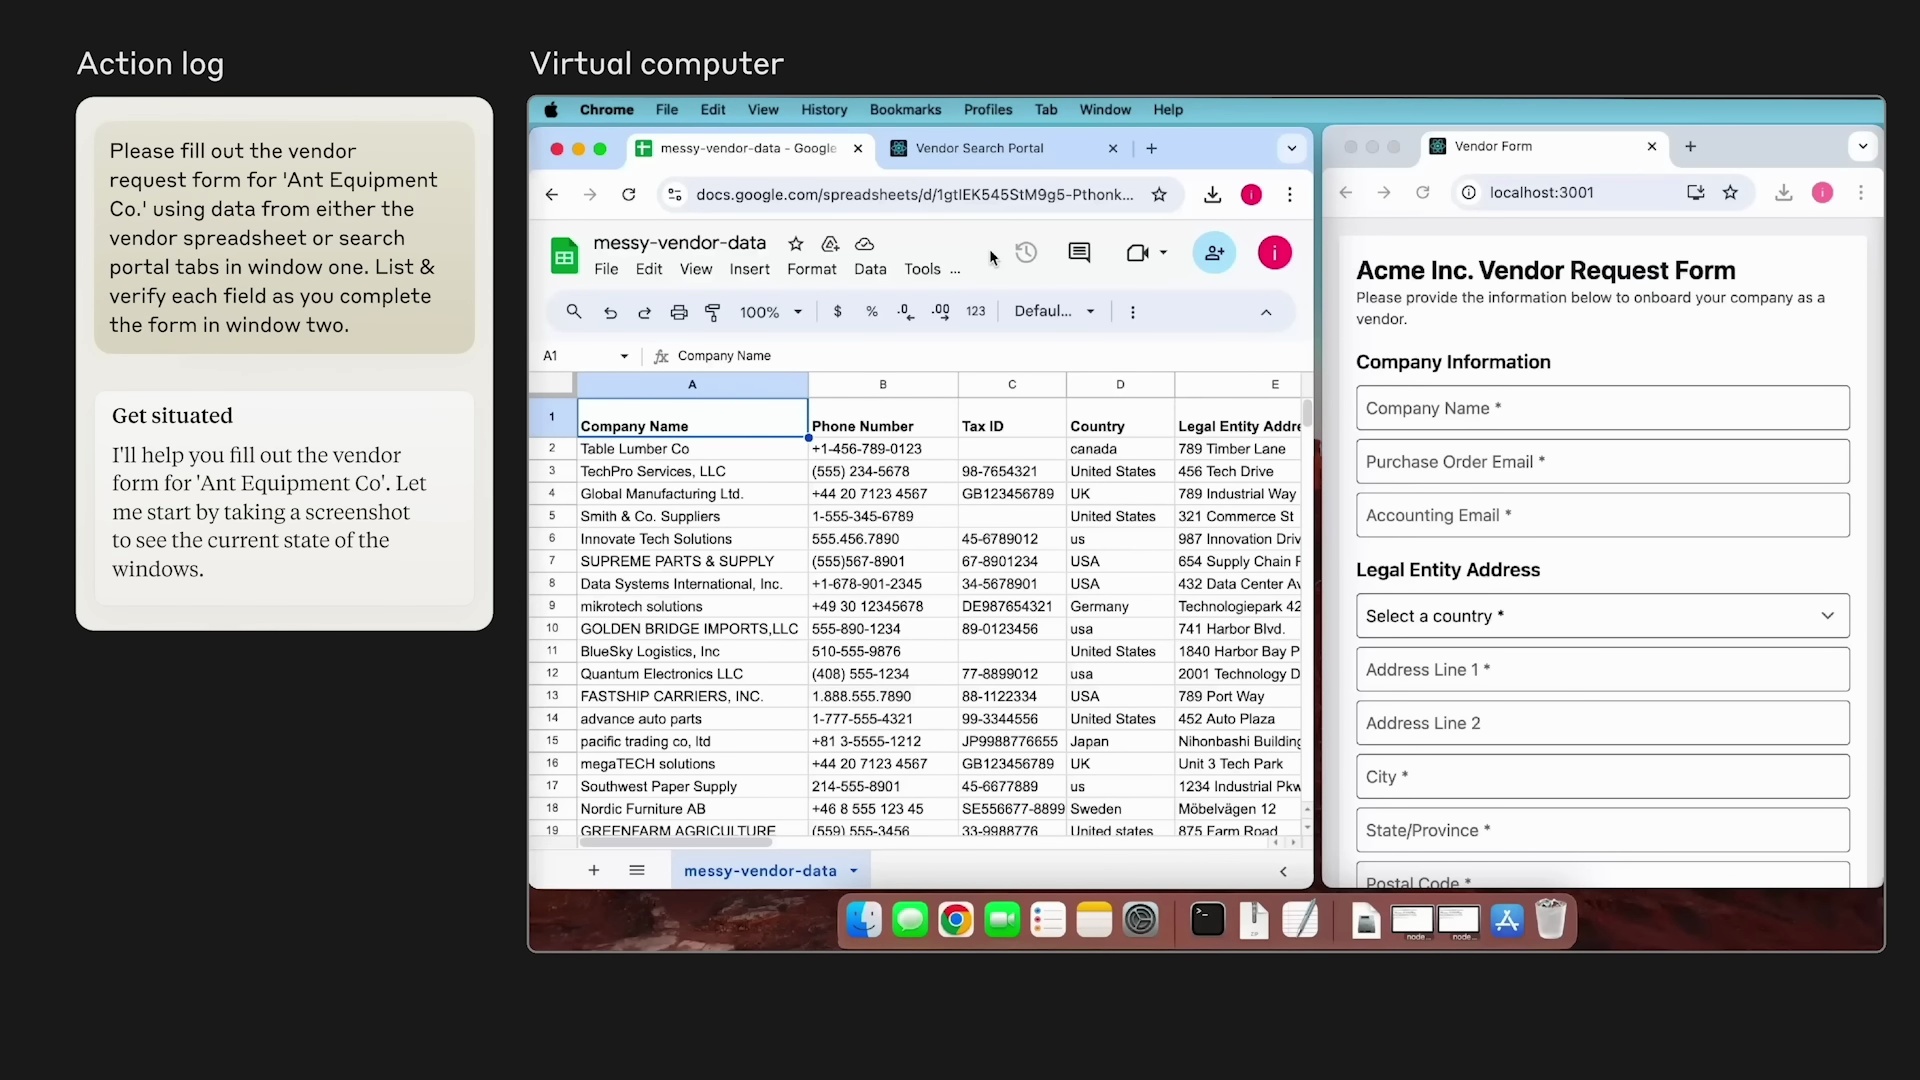 Action log
Virtual computer
Please fill out the vendor
request form for 'Ant Equipment
Co.' using data from either the
vendor spreadsheet or search
portal tabs in window one. List &
verify each field as you complete
the form in window two.
Get situated
I'll help you fill out the vendor
form for 'Ant Equipment Co'. Let
me start by taking a screenshot
to see the current state of the
windows.
Chrome File Edit View History Bookmarks Profiles Tab Window Help
messy-vendor-data - Google
Vendor Search Portal
docs.google.com/spreadsheets/d/1gtIEK545StM9g5-Pthonk...
i
messy-vendor-data
File Edit View Insert Format Data Tools ...
i
100% $ % .0 .00 123 Defaul...
A1 fx Company Name
A B C D E
1 Company Name Phone Number Tax ID Country Legal Entity Addre
2 Table Lumber Co +1-456-789-0123 canada 789 Timber Lane
3 TechPro Services, LLC (555) 234-5678 98-7654321 United States 456 Tech Drive
4 Global Manufacturing Ltd. +44 20 7123 4567 GB123456789 UK 789 Industrial Way
5 Smith & Co. Suppliers 1-555-345-6789 United States 321 Commerce St
6 Innovate Tech Solutions 555.456.7890 45-6789012 us 987 Innovation Driv
7 SUPREME PARTS & SUPPLY (555)567-8901 67-8901234 USA 654 Supply Chain F
8 Data Systems International, Inc. +1-678-901-2345 34-5678901 USA 432 Data Center Av
9 mikrotech solutions +49 30 12345678 DE987654321 Germany Technologiepark 42
10 GOLDEN BRIDGE IMPORTS,LLC 555-890-1234 89-0123456 usa 741 Harbor Blvd.
11 BlueSky Logistics, Inc 510-555-9876 United States 1840 Harbor Bay P
12 Quantum Electronics LLC (408) 555-1234 77-8899012 usa 2001 Technology D
13 FASTSHIP CARRIERS, INC. 1.888.555.7890 88-1122334 USA 789 Port Way
14 advance auto parts 1-777-555-4321 99-3344556 United States 452 Auto Plaza
15 pacific trading co, ltd +81 3-5555-1212 JP9988776655 Japan Nihonbashi Building
16 megaTECH solutions +44 20 7123 4567 GB123456789 UK Unit 3 Tech Park
17 Southwest Paper Supply 214-555-8901 45-6677889 us 1234 Industrial Pkw
18 Nordic Furniture AB +46 8 555 123 45 SE556677-8899 Sweden Möbelvägen 12
19 GREENFARM AGRICULTURE (559) 555-3456 33-9988776 United states 875 Farm Road
messy-vendor-data
Vendor Form
localhost:3001
Acme Inc. Vendor Request Form
Please provide the information below to onboard your company as a
vendor.
Company Information
Company Name *
Purchase Order Email *
Accounting Email *
Legal Entity Address
Select a country *
Address Line 1 *
Address Line 2
City *
State/Province *
Postal Code *
ZIP
node... node...